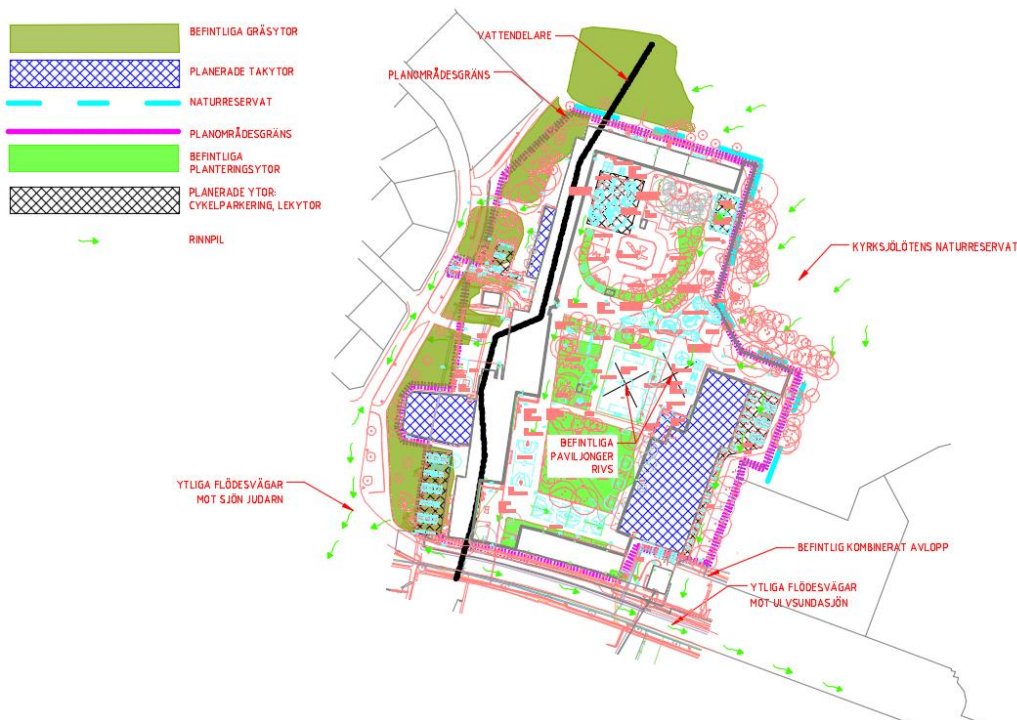 BEFINTLIGA GRÄSYTOR
PLANERADE TAKYTOR
NATURRESERVAT
PLANOMRÅDESGRÄNS
BEFINTLIGA
PLANTERINGSYTOR
PLANERADE YTOR:
CYKELPARKERING, LEKYTOR
RINNPIL
VATTENDELARE
PLANOMRÅDESGRÄNS
KYRKSJÖLÖTENS NATURRESERVAT
BEFINTLIGA
PAVILJONGER
RIVS
YTLIGA FLÖDESVÄGAR
MOT SJÖN JUDARN
BEFINTLIG KOMBINERAT AVLOPP
YTLIGA FLÖDESVÄGAR
MOT ULVSUNDASJÖN